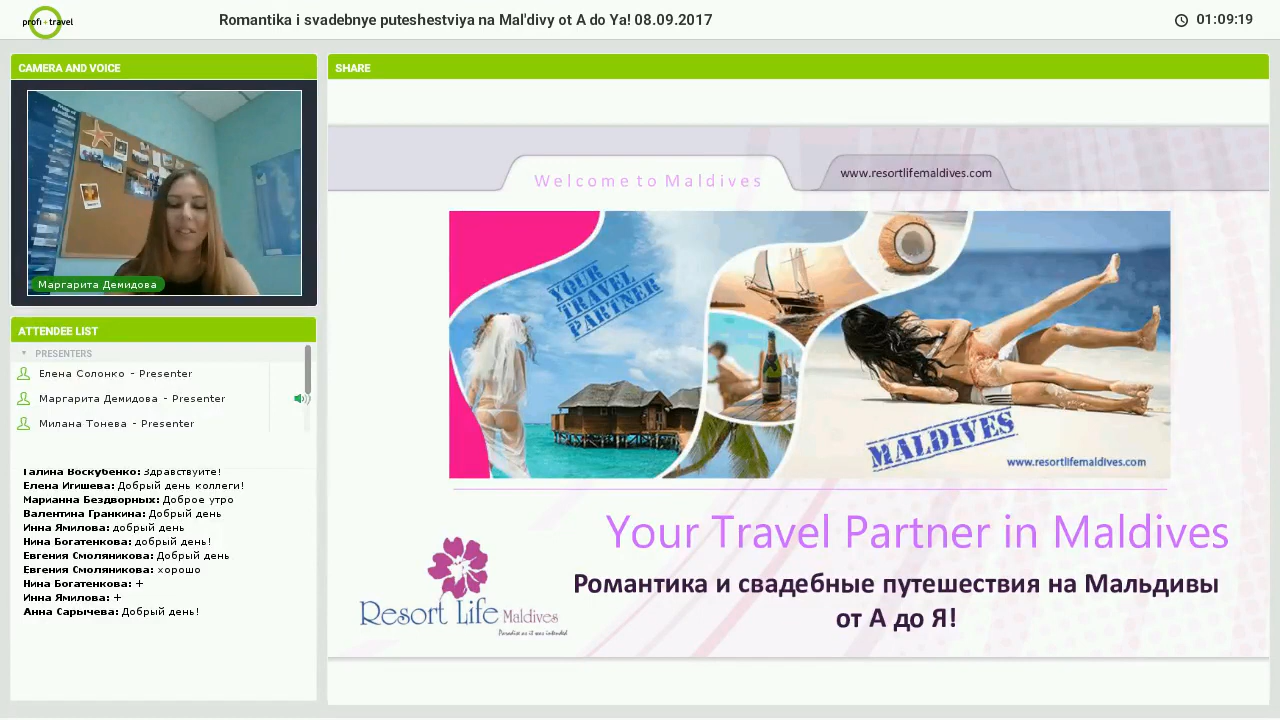 profi travel
Romantika i svadebnye puteshestviya na Mal'divy ot A do Ya! 08.09.2017
01:09:19
CAMERA AND VOICE
Маргарита Демидова
ATTENDEE LIST
PRESENTERS
Елена Солонко - Presenter
Маргарита Демидова - Presenter
Милана Тонева - Presenter
Галина Воскубенко: Здравствуйте!
Елена Игишева: Добрый день коллеги!
Марианна Бездворных: Доброе утро
Валентина Гранкина: Добрый день
Инна Ямилова: добрый день
Нина Богатенкова: добрый день!
Евгения Смоляникова: Добрый день
Евгения Смоляникова: хорошо
Нина Богатенкова: +
Инна Ямилова: +
Анна Сарычева: Добрый день!
SHARE
Welcome to Maldives
www.resortlifemaldives.com
YOUR
TRAVEL
PARTNER
MALDIVES
www.resortlifemaldives.com
Your Travel Partner in Maldives
Романтика и свадебные путешествия на Мальдивы
от А до Я!
Resort Life Maldives
Paradise as it was intended